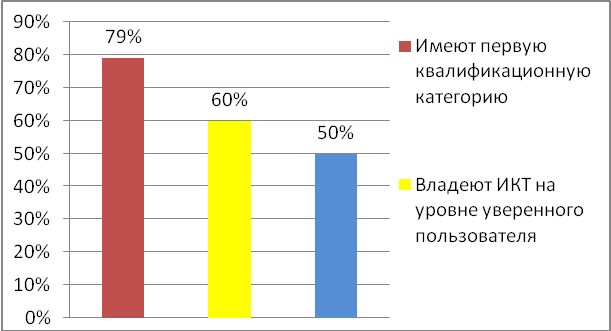 90%
80%
70%
60%
50%
40%
30%
20%
10%
0%
79%
60%
50%
Имеют первую
квалификационную
категорию
Владеют ИКТ на
уровне уверенного
пользователя